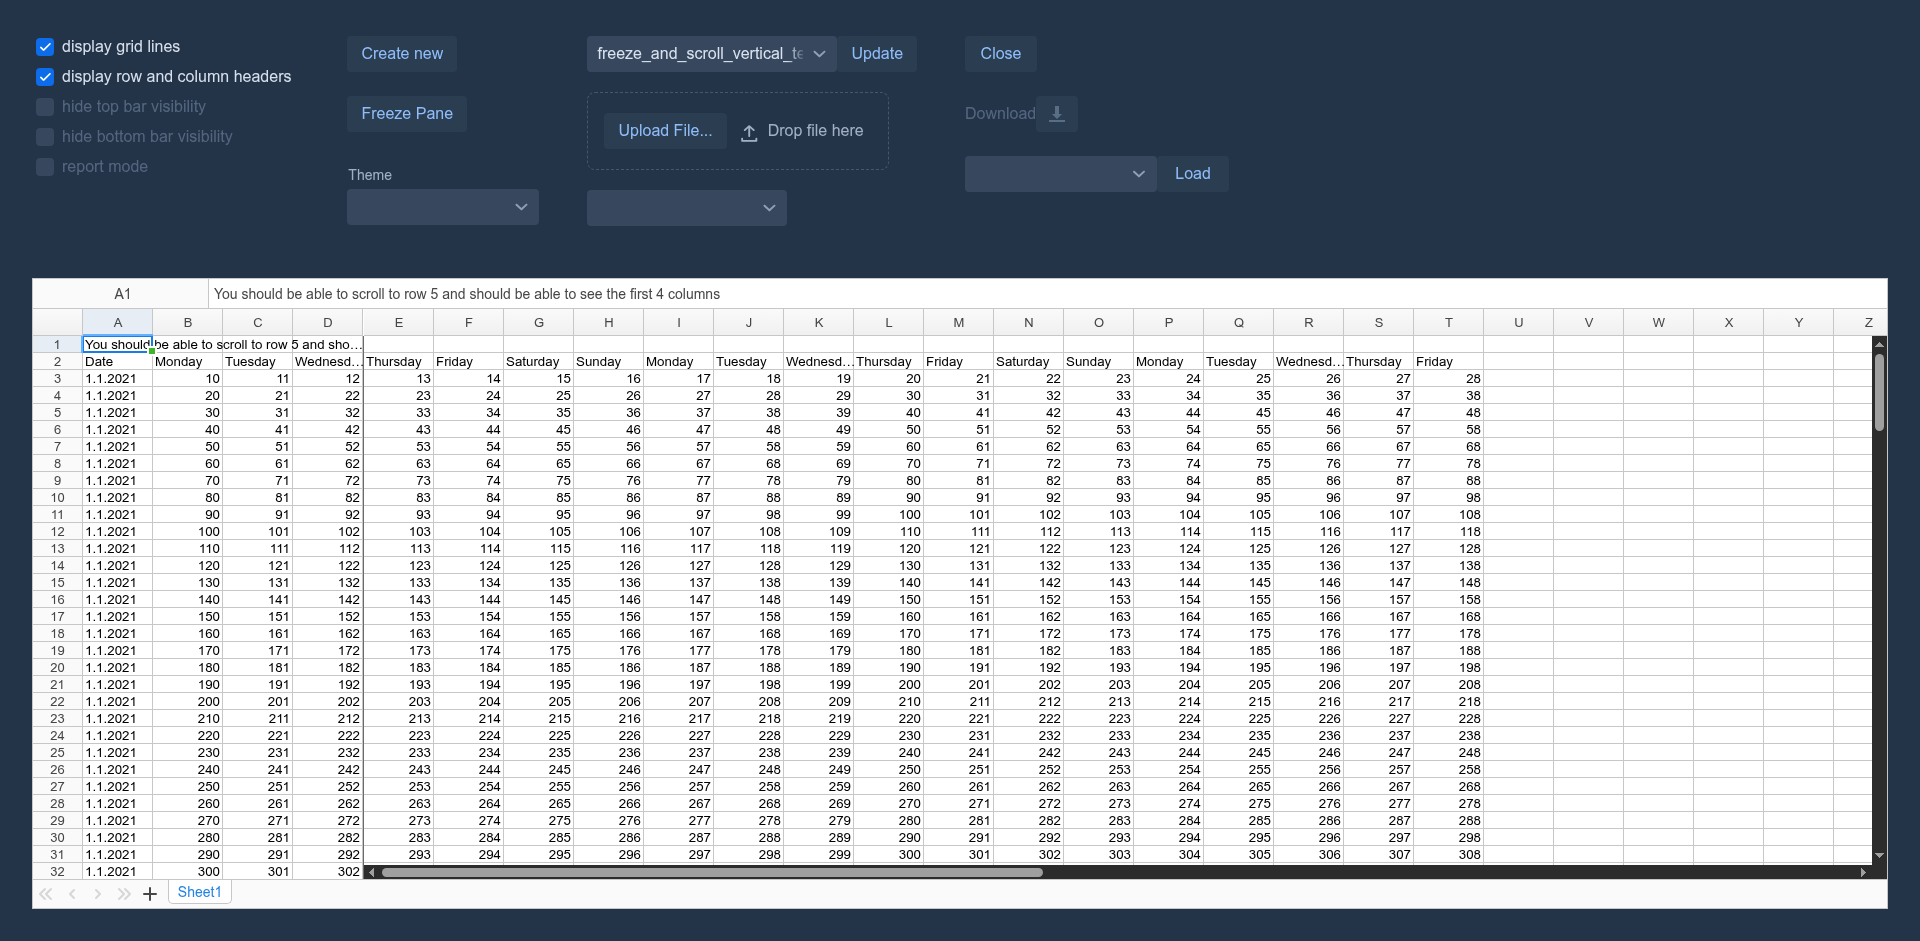 display grid lines
display row and column headers
hide top bar visibility
hide bottom bar visibility
report mode
Create new
Freeze Pane
Theme
freeze_and_scroll_vertical_te
Update
Upload File...
Drop file here
Close
Download
Load
A1 You should be able to scroll to row 5 and should be able to see the first 4 columns
A B C D E F G H I J K L M N O P Q R S T U V W X Y Z
1 You should be able to scroll to row 5 and sho...
2 Date Monday Tuesday Wednesd... Thursday Friday Saturday Sunday Monday Tuesday Wednesd... Thursday Friday Saturday Sunday Monday Tuesday Wednesd... Thursday Friday
3 1.1.2021 10 11 12 13 14 15 16 17 18 19 20 21 22 23 24 25 26 27 28
4 1.1.2021 20 21 22 23 24 25 26 27 28 29 30 31 32 33 34 35 36 37 38
5 1.1.2021 30 31 32 33 34 35 36 37 38 39 40 41 42 43 44 45 46 47 48
6 1.1.2021 40 41 42 43 44 45 46 47 48 49 50 51 52 53 54 55 56 57 58
7 1.1.2021 50 51 52 53 54 55 56 57 58 59 60 61 62 63 64 65 66 67 68
8 1.1.2021 60 61 62 63 64 65 66 67 68 69 70 71 72 73 74 75 76 77 78
9 1.1.2021 70 71 72 73 74 75 76 77 78 79 80 81 82 83 84 85 86 87 88
10 1.1.2021 80 81 82 83 84 85 86 87 88 89 90 91 92 93 94 95 96 97 98
11 1.1.2021 90 91 92 93 94 95 96 97 98 99 100 101 102 103 104 105 106 107 108
12 1.1.2021 100 101 102 103 104 105 106 107 108 109 110 111 112 113 114 115 116 117 118
13 1.1.2021 110 111 112 113 114 115 116 117 118 119 120 121 122 123 124 125 126 127 128
14 1.1.2021 120 121 122 123 124 125 126 127 128 129 130 131 132 133 134 135 136 137 138
15 1.1.2021 130 131 132 133 134 135 136 137 138 139 140 141 142 143 144 145 146 147 148
16 1.1.2021 140 141 142 143 144 145 146 147 148 149 150 151 152 153 154 155 156 157 158
17 1.1.2021 150 151 152 153 154 155 156 157 158 159 160 161 162 163 164 165 166 167 168
18 1.1.2021 160 161 162 163 164 165 166 167 168 169 170 171 172 173 174 175 176 177 178
19 1.1.2021 170 171 172 173 174 175 176 177 178 179 180 181 182 183 184 185 186 187 188
20 1.1.2021 180 181 182 183 184 185 186 187 188 189 190 191 192 193 194 195 196 197 198
21 1.1.2021 190 191 192 193 194 195 196 197 198 199 200 201 202 203 204 205 206 207 208
22 1.1.2021 200 201 202 203 204 205 206 207 208 209 210 211 212 213 214 215 216 217 218
23 1.1.2021 210 211 212 213 214 215 216 217 218 219 220 221 222 223 224 225 226 227 228
24 1.1.2021 220 221 222 223 224 225 226 227 228 229 230 231 232 233 234 235 236 237 238
25 1.1.2021 230 231 232 233 234 235 236 237 238 239 240 241 242 243 244 245 246 247 248
26 1.1.2021 240 241 242 243 244 245 246 247 248 249 250 251 252 253 254 255 256 257 258
27 1.1.2021 250 251 252 253 254 255 256 257 258 259 260 261 262 263 264 265 266 267 268
28 1.1.2021 260 261 262 263 264 265 266 267 268 269 270 271 272 273 274 275 276 277 278
29 1.1.2021 270 271 272 273 274 275 276 277 278 279 280 281 282 283 284 285 286 287 288
30 1.1.2021 280 281 282 283 284 285 286 287 288 289 290 291 292 293 294 295 296 297 298
31 1.1.2021 290 291 292 293 294 295 296 297 298 299 300 301 302 303 304 305 306 307 308
32 1.1.2021 300 301 302
Sheet1